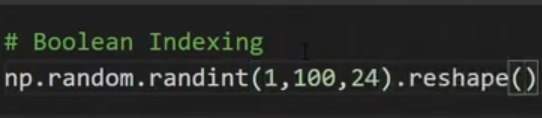 # Boolean Indexing
np.random.randint(1,100,24).reshape()